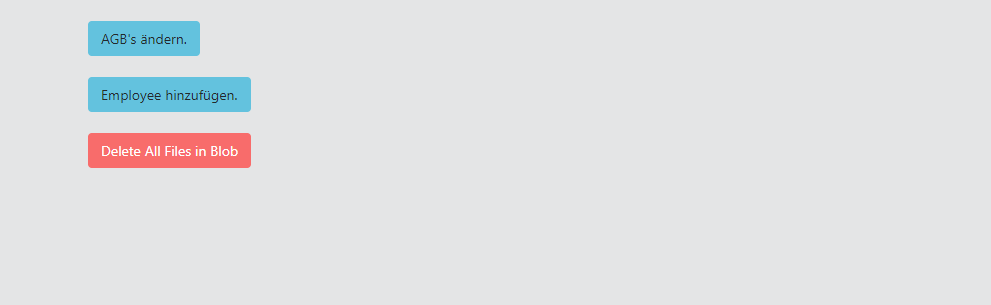 AGB's ändern.
Employee hinzufügen.
Delete All Files in Blob